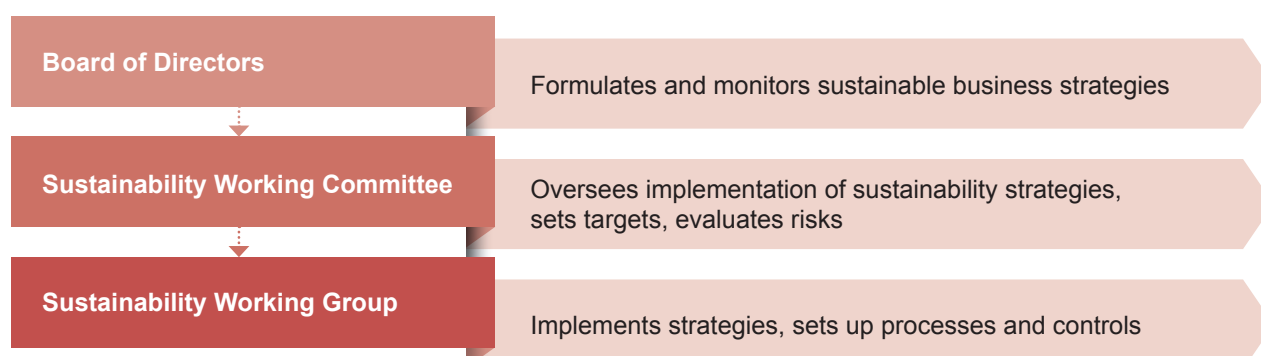 Board of Directors
Formulates and monitors sustainable business strategies
Sustainability Working Committee
Oversees implementation of sustainability strategies,
sets targets, evaluates risks
Sustainability Working Group
Implements strategies, sets up processes and controls